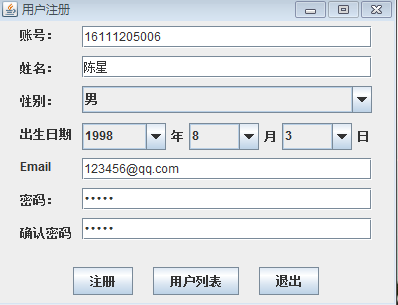 用户注册
账号： 16111205006
姓名： 陈星
性别： 男
出生日期 1998 年 8 月 3 日
Email 123456@qq.com
密码： •••••
确认密码 •••••
注册 用户列表 退出